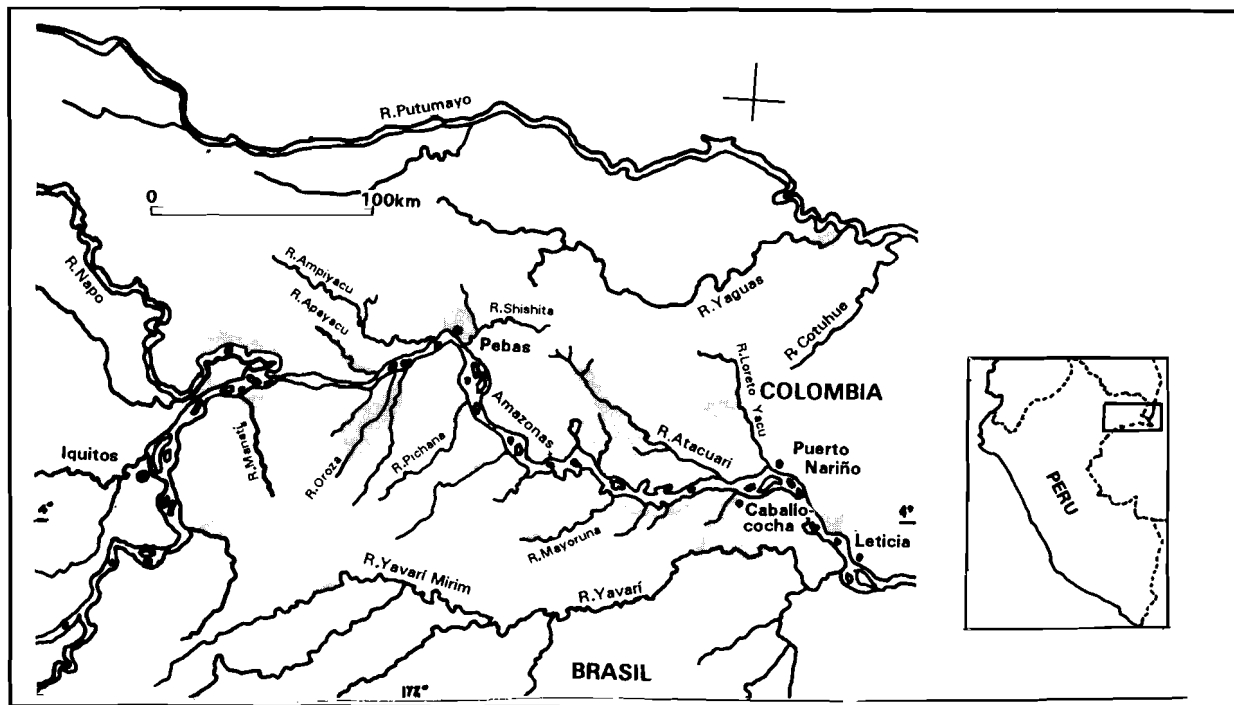 R.Putumayo
0
100km
R.Napo
R.Ampiyacu
R.Apayacu
R.Shishita
Pebas
R.Yaguas
R.Cotuhue
R.Loreto
Yacu
COLOMBIA
Amazonas
Iquitos
R.Manatí
R.Oroza
R.Pichana
R.Atacuari
Puerto
Nariño
Caballo-
cocha
4°
4°
Leticia
R.Mayoruna
R.Yavarí Mirim
R.Yavarí
BRASIL
PERU